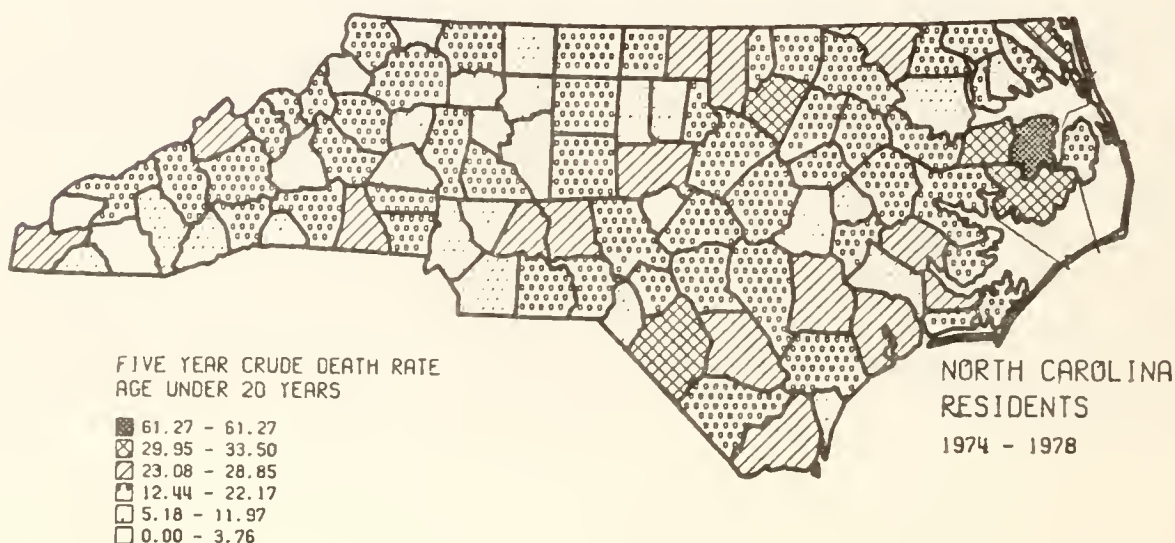 FIVE YEAR CRUDE DEATH RATE
AGE UNDER 20 YEARS
61.27 - 61.27
29.95 - 33.50
23.08 - 28.85
12.44 - 22.17
5.18 - 11.97
0.00 - 3.76
NORTH CAROLINA
RESIDENTS
1974 - 1978